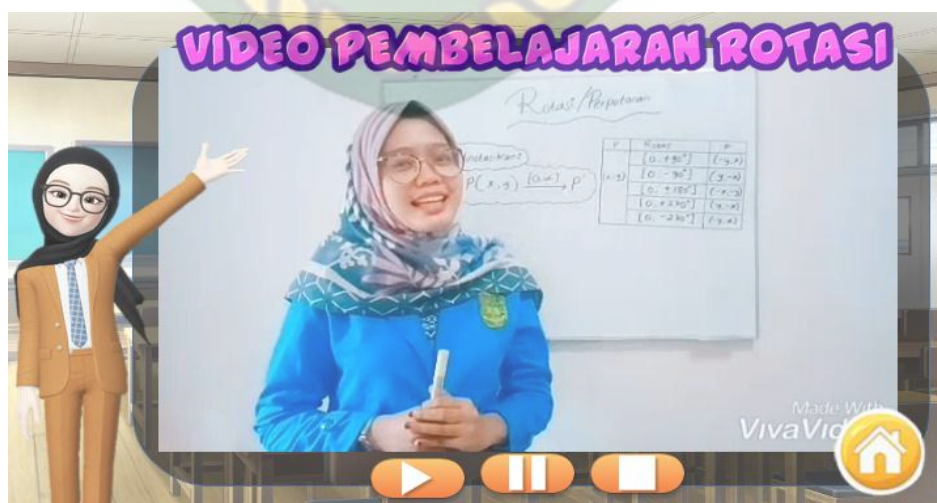 VIDEO PEMBELAJARAN ROTASI
Rotasi/Perputaran
P(x,y) [O,α] P'
P Rotasi P'
(x,y) [O, +90°] (-y,x)
[O, -90°] (y,-x)
[O, ±180°] (-x,-y)
[O, +270°] (y,-x)
[O, -270°] (-y,x)
Made With
VivaVid